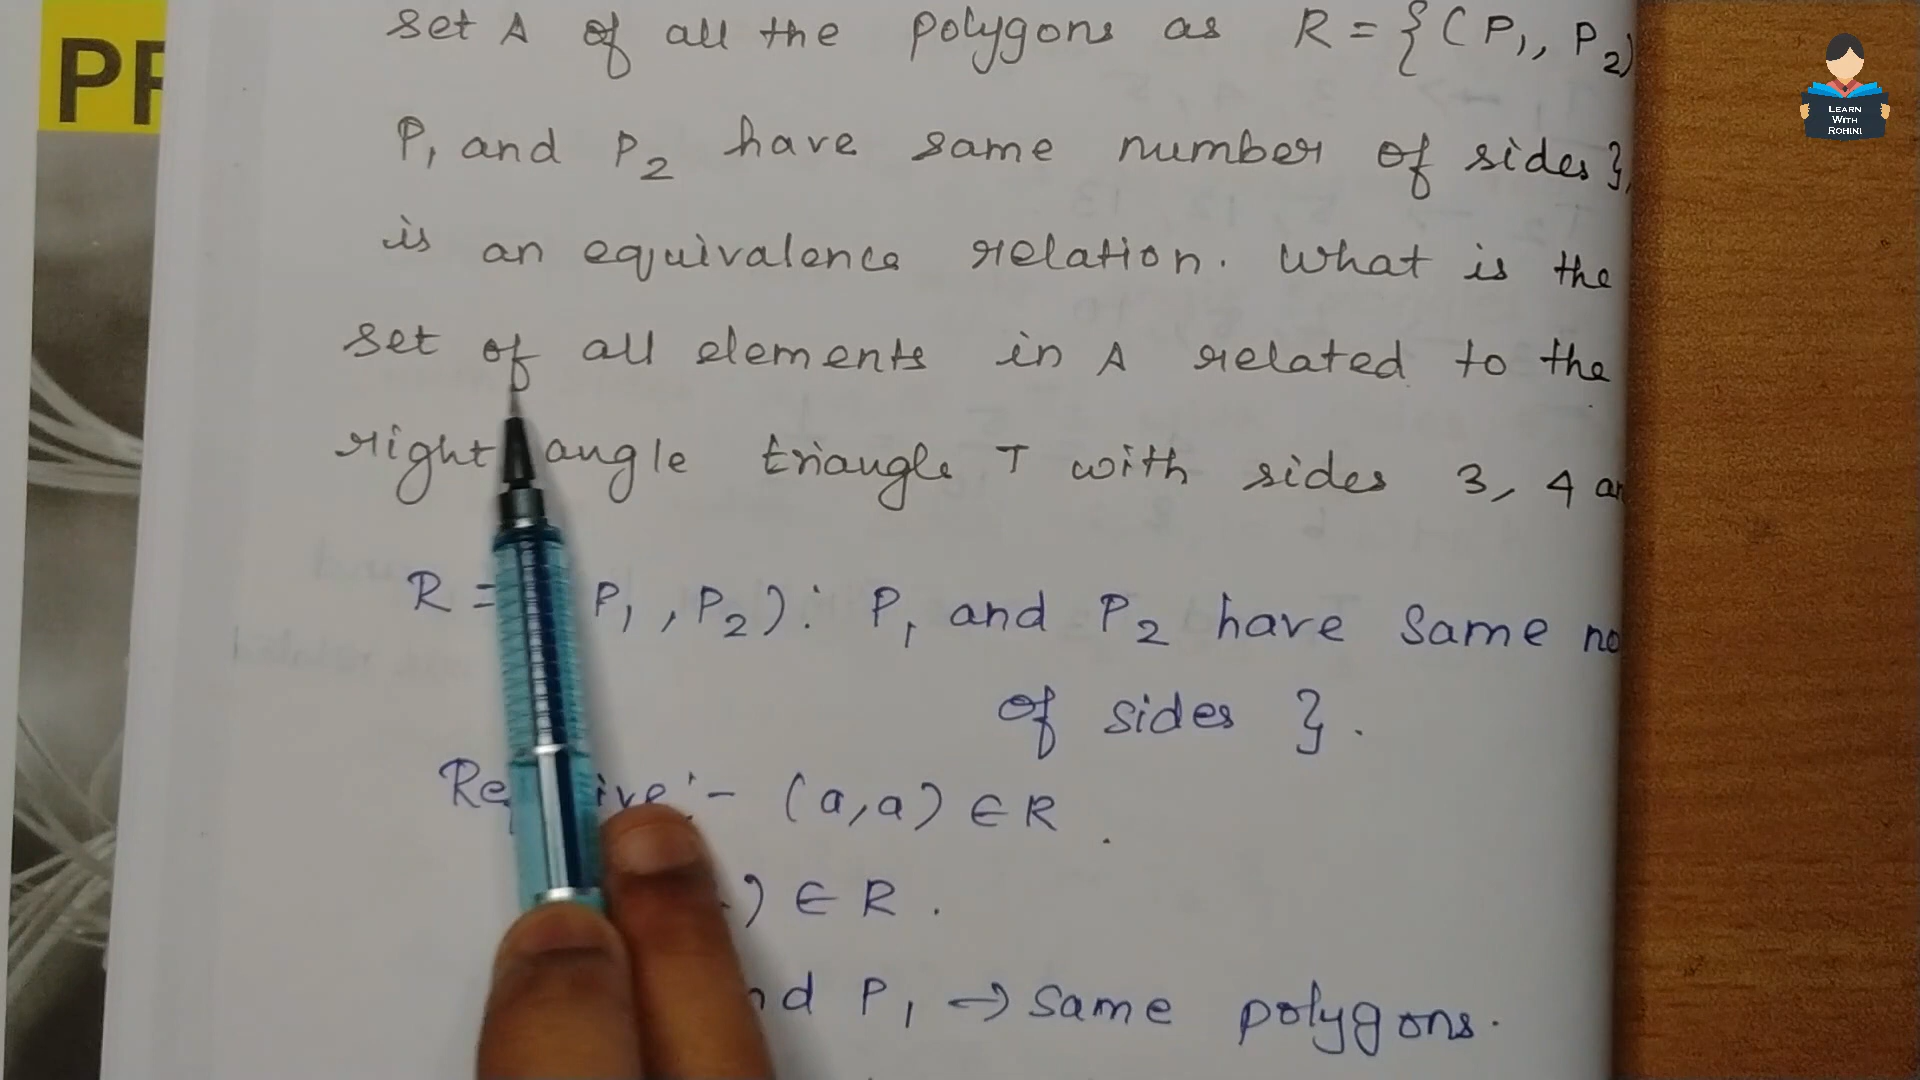 PR
set A of all the polygons as R = {(P1, P2)
P1 and P2 have same number of sides},
is an equivalence relation. What is the
set of all elements in A related to the
right angle triangle T with sides 3, 4
R = P1, P2): P1 and P2 have same no
of sides }.
:- (a,a) ∈ R.
) ∈ R.
P1 → same polygons.
LEARN
WITH
ROHINI